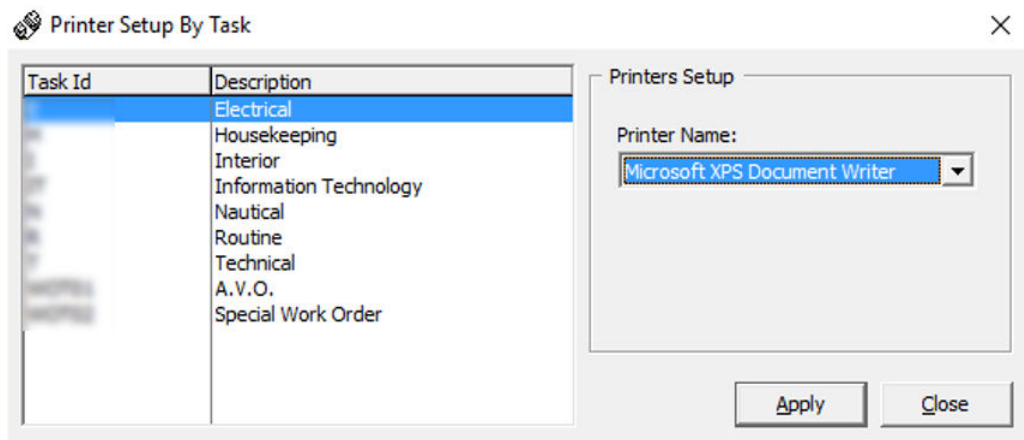 Printer Setup By Task
Task Id Description
Electrical
Housekeeping
Interior
Information Technology
Nautical
Routine
Technical
A.V.O.
Special Work Order
Printers Setup
Printer Name:
Microsoft XPS Document Writer
Apply Close